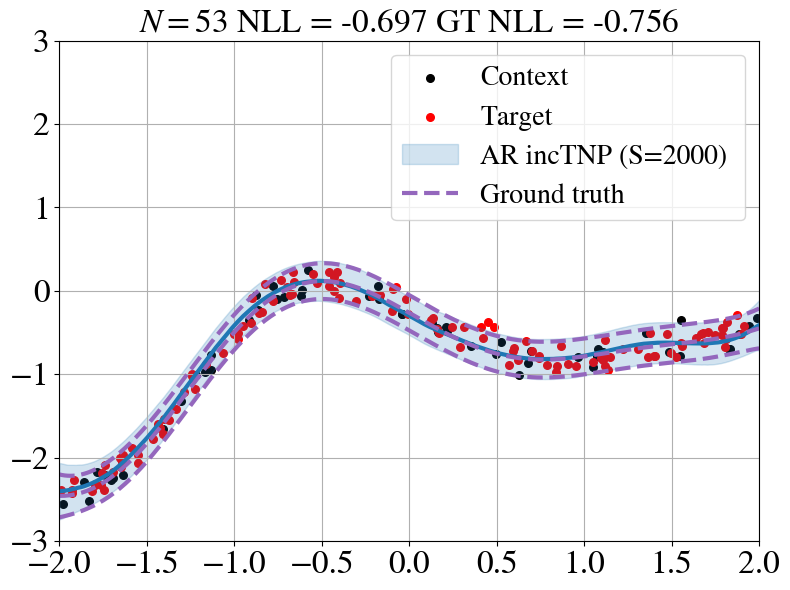 N = 53 NLL = -0.697 GT NLL = -0.756
3
2
1
0
−1
−2
−3
Context
Target
AR incTNP (S=2000)
Ground truth
−2.0 −1.5 −1.0 −0.5 0.0 0.5 1.0 1.5 2.0